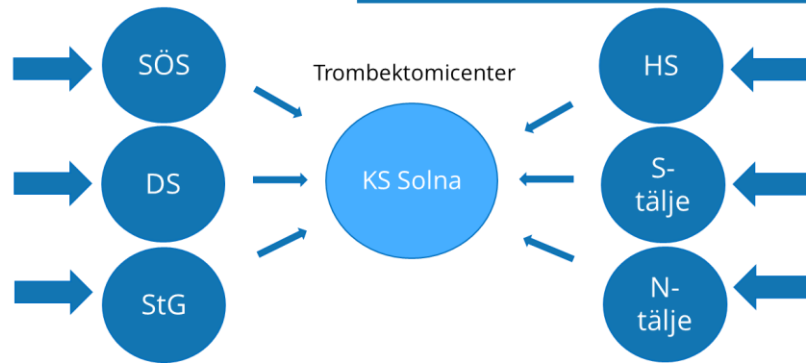 SÖS
DS
StG
Trombektomicenter
KS Solna
HS
S-
tälje
N-
tälje